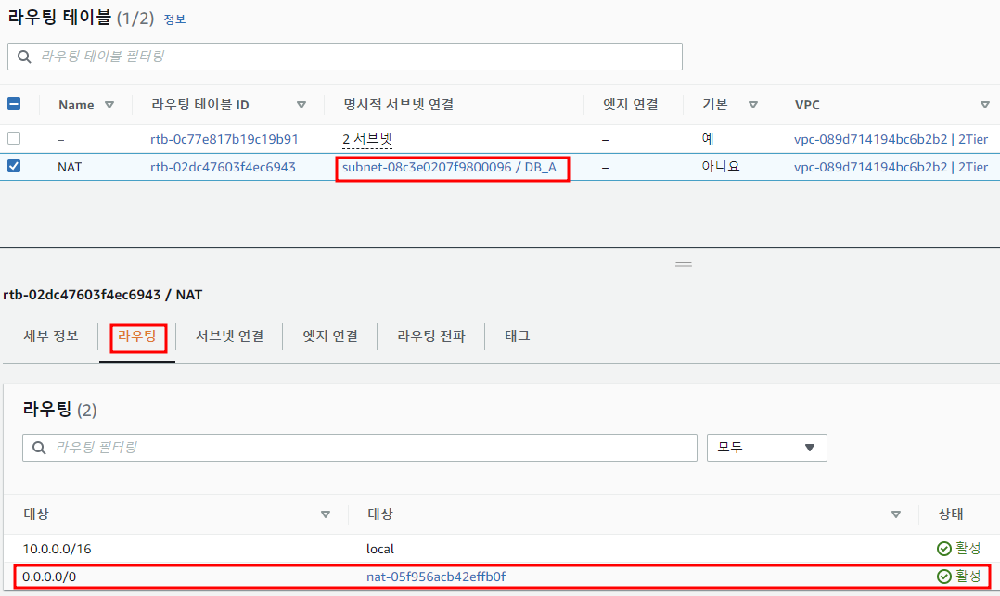 라우팅 테이블 (1/2) 정보
라우팅 테이블 필터링
Name 라우팅 테이블 ID 명시적 서브넷 연결 엣지 연결 기본 VPC
– rtb-0c77e817b19c19b91 2 서브넷 – 예 vpc-089d714194bc6b2b2 | 2Tier
NAT rtb-02dc47603f4ec6943 subnet-08c3e0207f9800096 / DB_A – 아니요 vpc-089d714194bc6b2b2 | 2Tier
rtb-02dc47603f4ec6943 / NAT
세부 정보 라우팅 서브넷 연결 엣지 연결 라우팅 전파 태그
라우팅 (2)
라우팅 필터링 모두
대상 대상 상태
10.0.0.0/16 local 활성
0.0.0.0/0 nat-05f956acb42effb0f 활성